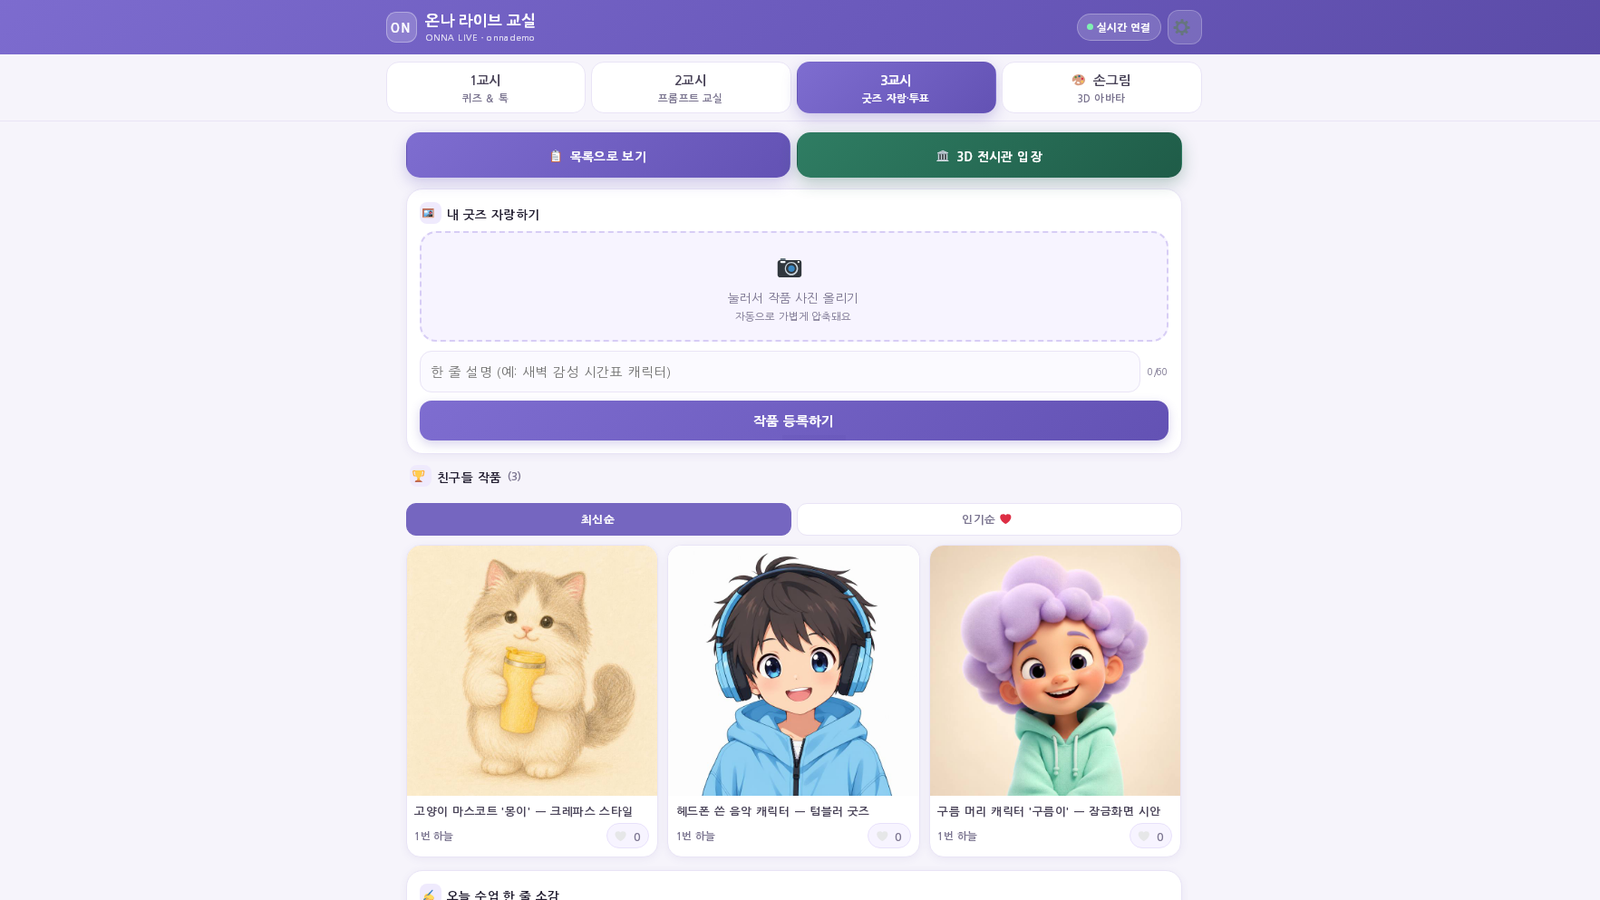 ON
온나 라이브 교실
ONNA LIVE · onnademo
실시간 연결
1교시
퀴즈 & 톡
2교시
프롬프트 교실
3교시
굿즈 자랑·투표
손그림
3D 아바타
목록으로 보기
3D 전시관 입장
내 굿즈 자랑하기
눌러서 작품 사진 올리기
자동으로 가볍게 압축돼요
한 줄 설명 (예: 새벽 감성 시간표 캐릭터)
0/60
작품 등록하기
친구들 작품 (3)
최신순
인기순
고양이 마스코트 '몽이' — 크레파스 스타일
1번 하늘
0
헤드폰 쓴 음악 캐릭터 — 텀블러 굿즈
1번 하늘
0
구름 머리 캐릭터 '구름이' — 잠금화면 시안
1번 하늘
0
오늘 수업 한 줄 소감